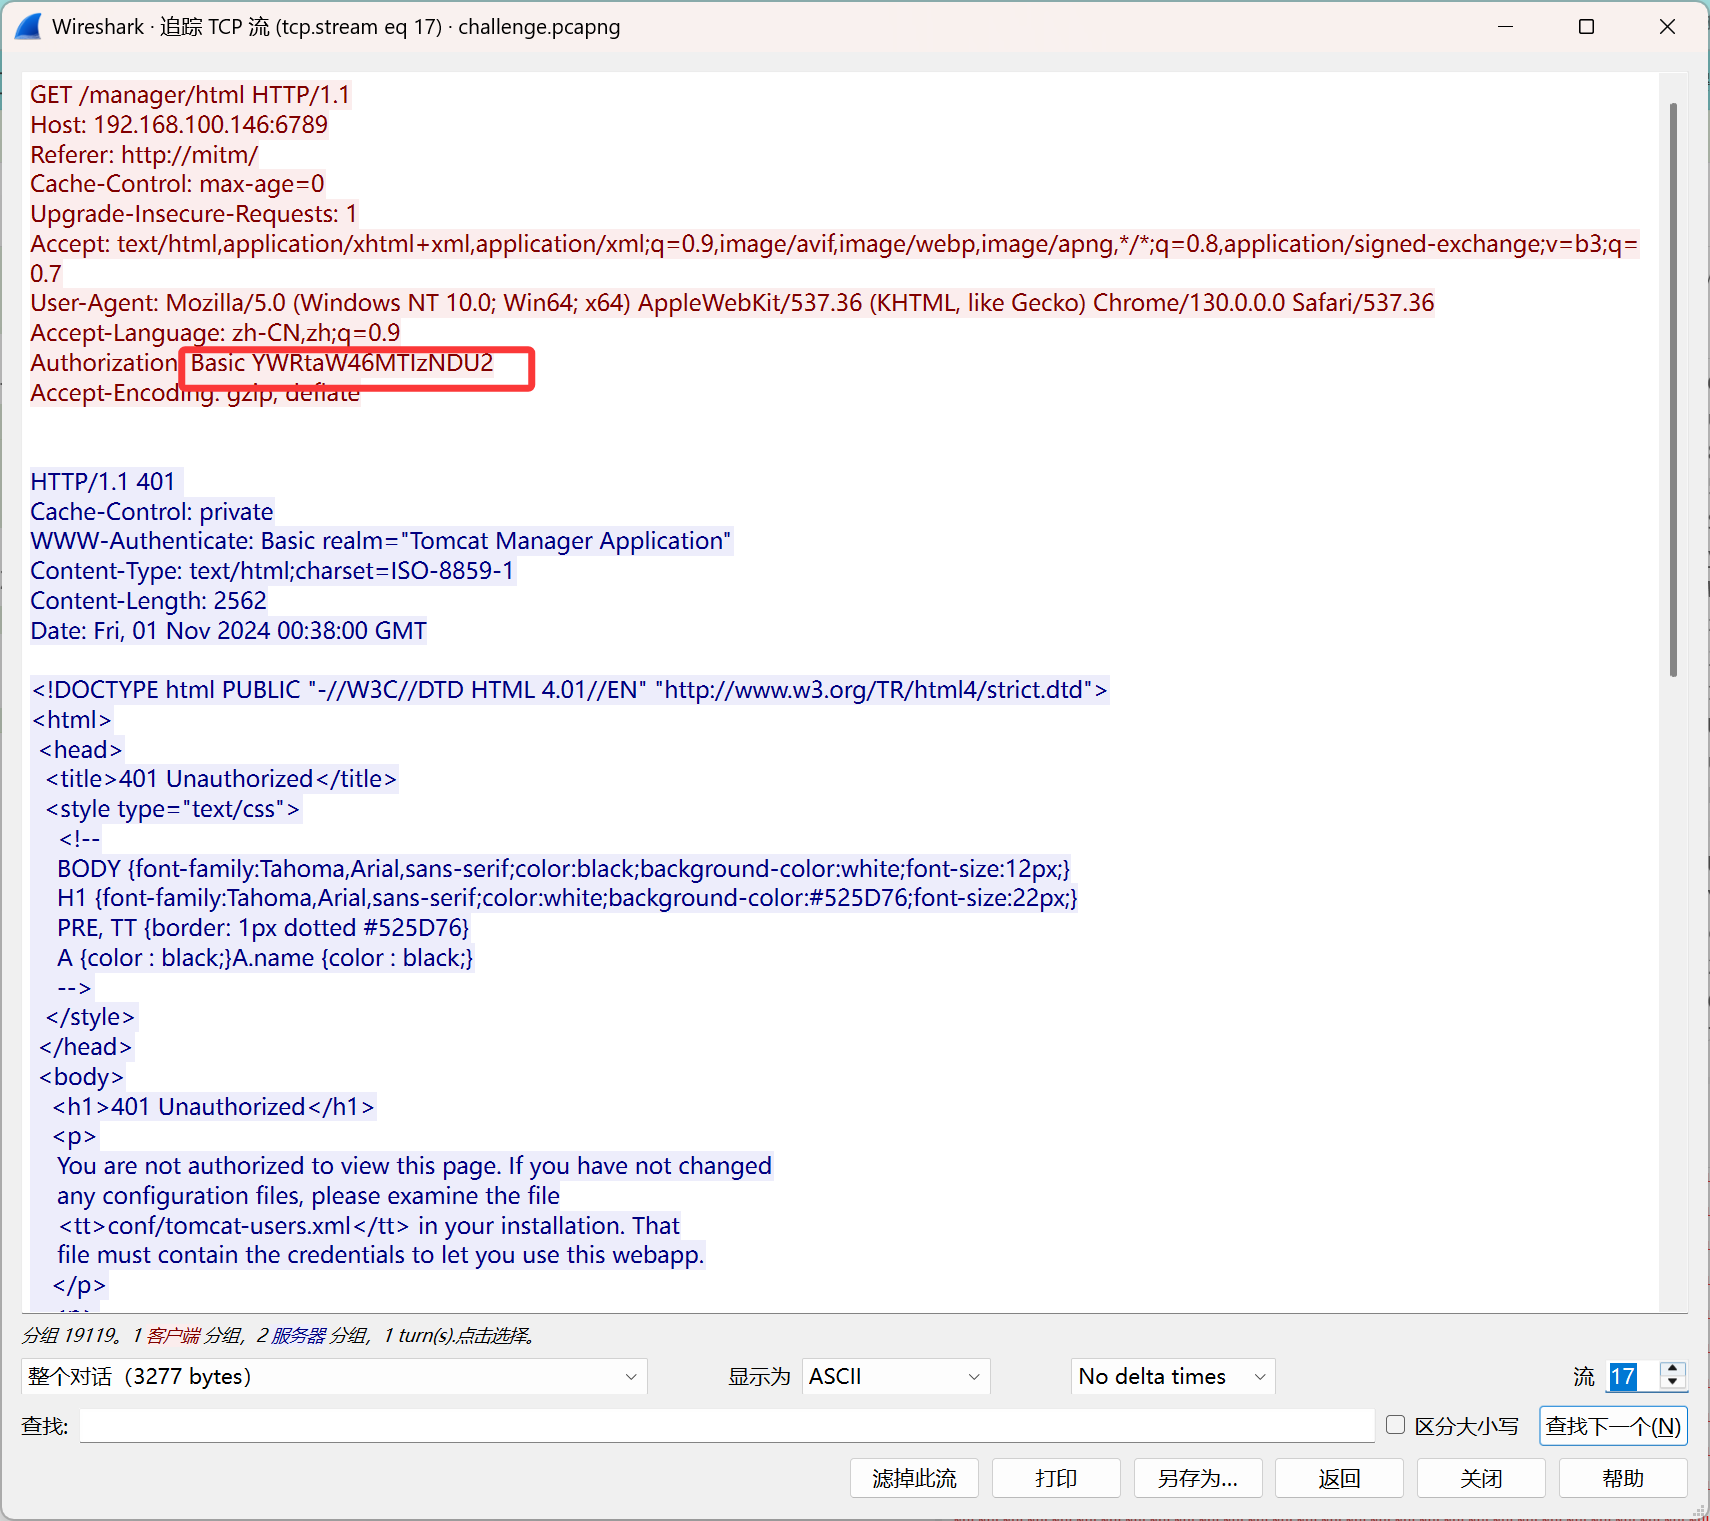 Wireshark · 追踪 TCP 流 (tcp.stream eq 17) · challenge.pcapng
GET /manager/html HTTP/1.1
Host: 192.168.100.146:6789
Referer: http://mitm/
Cache-Control: max-age=0
Upgrade-Insecure-Requests: 1
Accept: text/html,application/xhtml+xml,application/xml;q=0.9,image/avif,image/webp,image/apng,*/*;q=0.8,application/signed-exchange;v=b3;q=
0.7
User-Agent: Mozilla/5.0 (Windows NT 10.0; Win64; x64) AppleWebKit/537.36 (KHTML, like Gecko) Chrome/130.0.0.0 Safari/537.36
Accept-Language: zh-CN,zh;q=0.9
Authorization: Basic YWRtaW46MTIzNDU2
Accept-Encoding: gzip, deflate
HTTP/1.1 401
Cache-Control: private
WWW-Authenticate: Basic realm="Tomcat Manager Application"
Content-Type: text/html;charset=ISO-8859-1
Content-Length: 2562
Date: Fri, 01 Nov 2024 00:38:00 GMT
<!DOCTYPE html PUBLIC "-//W3C//DTD HTML 4.01//EN" "http://www.w3.org/TR/html4/strict.dtd">
<html>
<head>
<title>401 Unauthorized</title>
<style type="text/css">
<!--
BODY {font-family:Tahoma,Arial,sans-serif;color:black;background-color:white;font-size:12px;}
H1 {font-family:Tahoma,Arial,sans-serif;color:white;background-color:#525D76;font-size:22px;}
PRE, TT {border: 1px dotted #525D76}
A {color : black;}A.name {color : black;}
-->
</style>
</head>
<body>
<h1>401 Unauthorized</h1>
<p>
You are not authorized to view this page. If you have not changed
any configuration files, please examine the file
<tt>conf/tomcat-users.xml</tt> in your installation. That
file must contain the credentials to let you use this webapp.
</p>
分组 19119。1 客户端 分组，2 服务器 分组，1 turn(s).点击选择。
整个对话（3277 bytes） 显示为 ASCII No delta times 流 17
查找: 区分大小写 查找下一个(N)
滤掉此流 打印 另存为... 返回 关闭 帮助